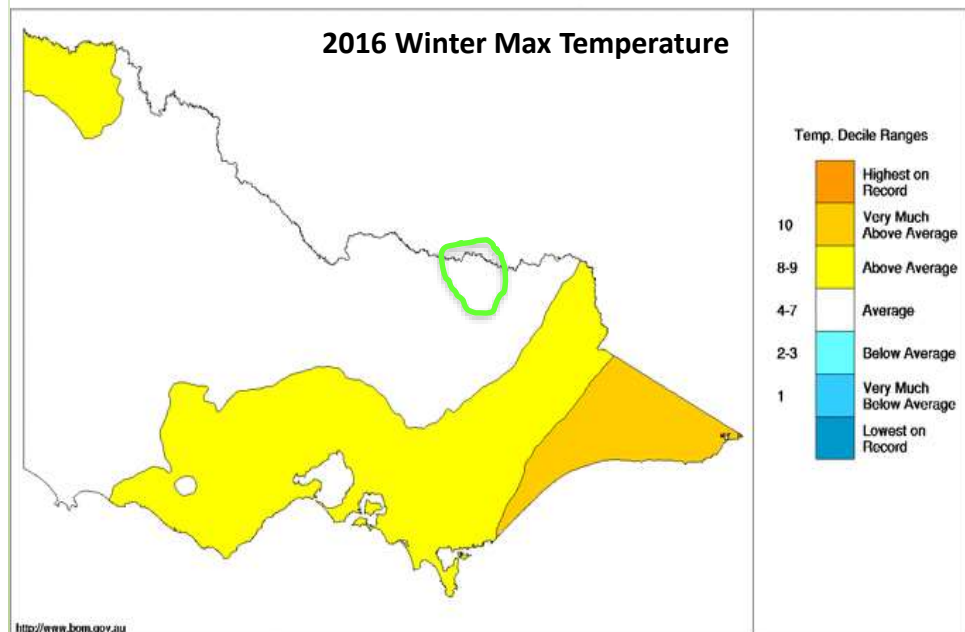 2016 Winter Max Temperature
Temp. Decile Ranges
Highest on
Record
10
Very Much
Above Average
8-9
Above Average
4-7
Average
2-3
Below Average
1
Very Much
Below Average
Lowest on
Record
http://www.bom.gov.au